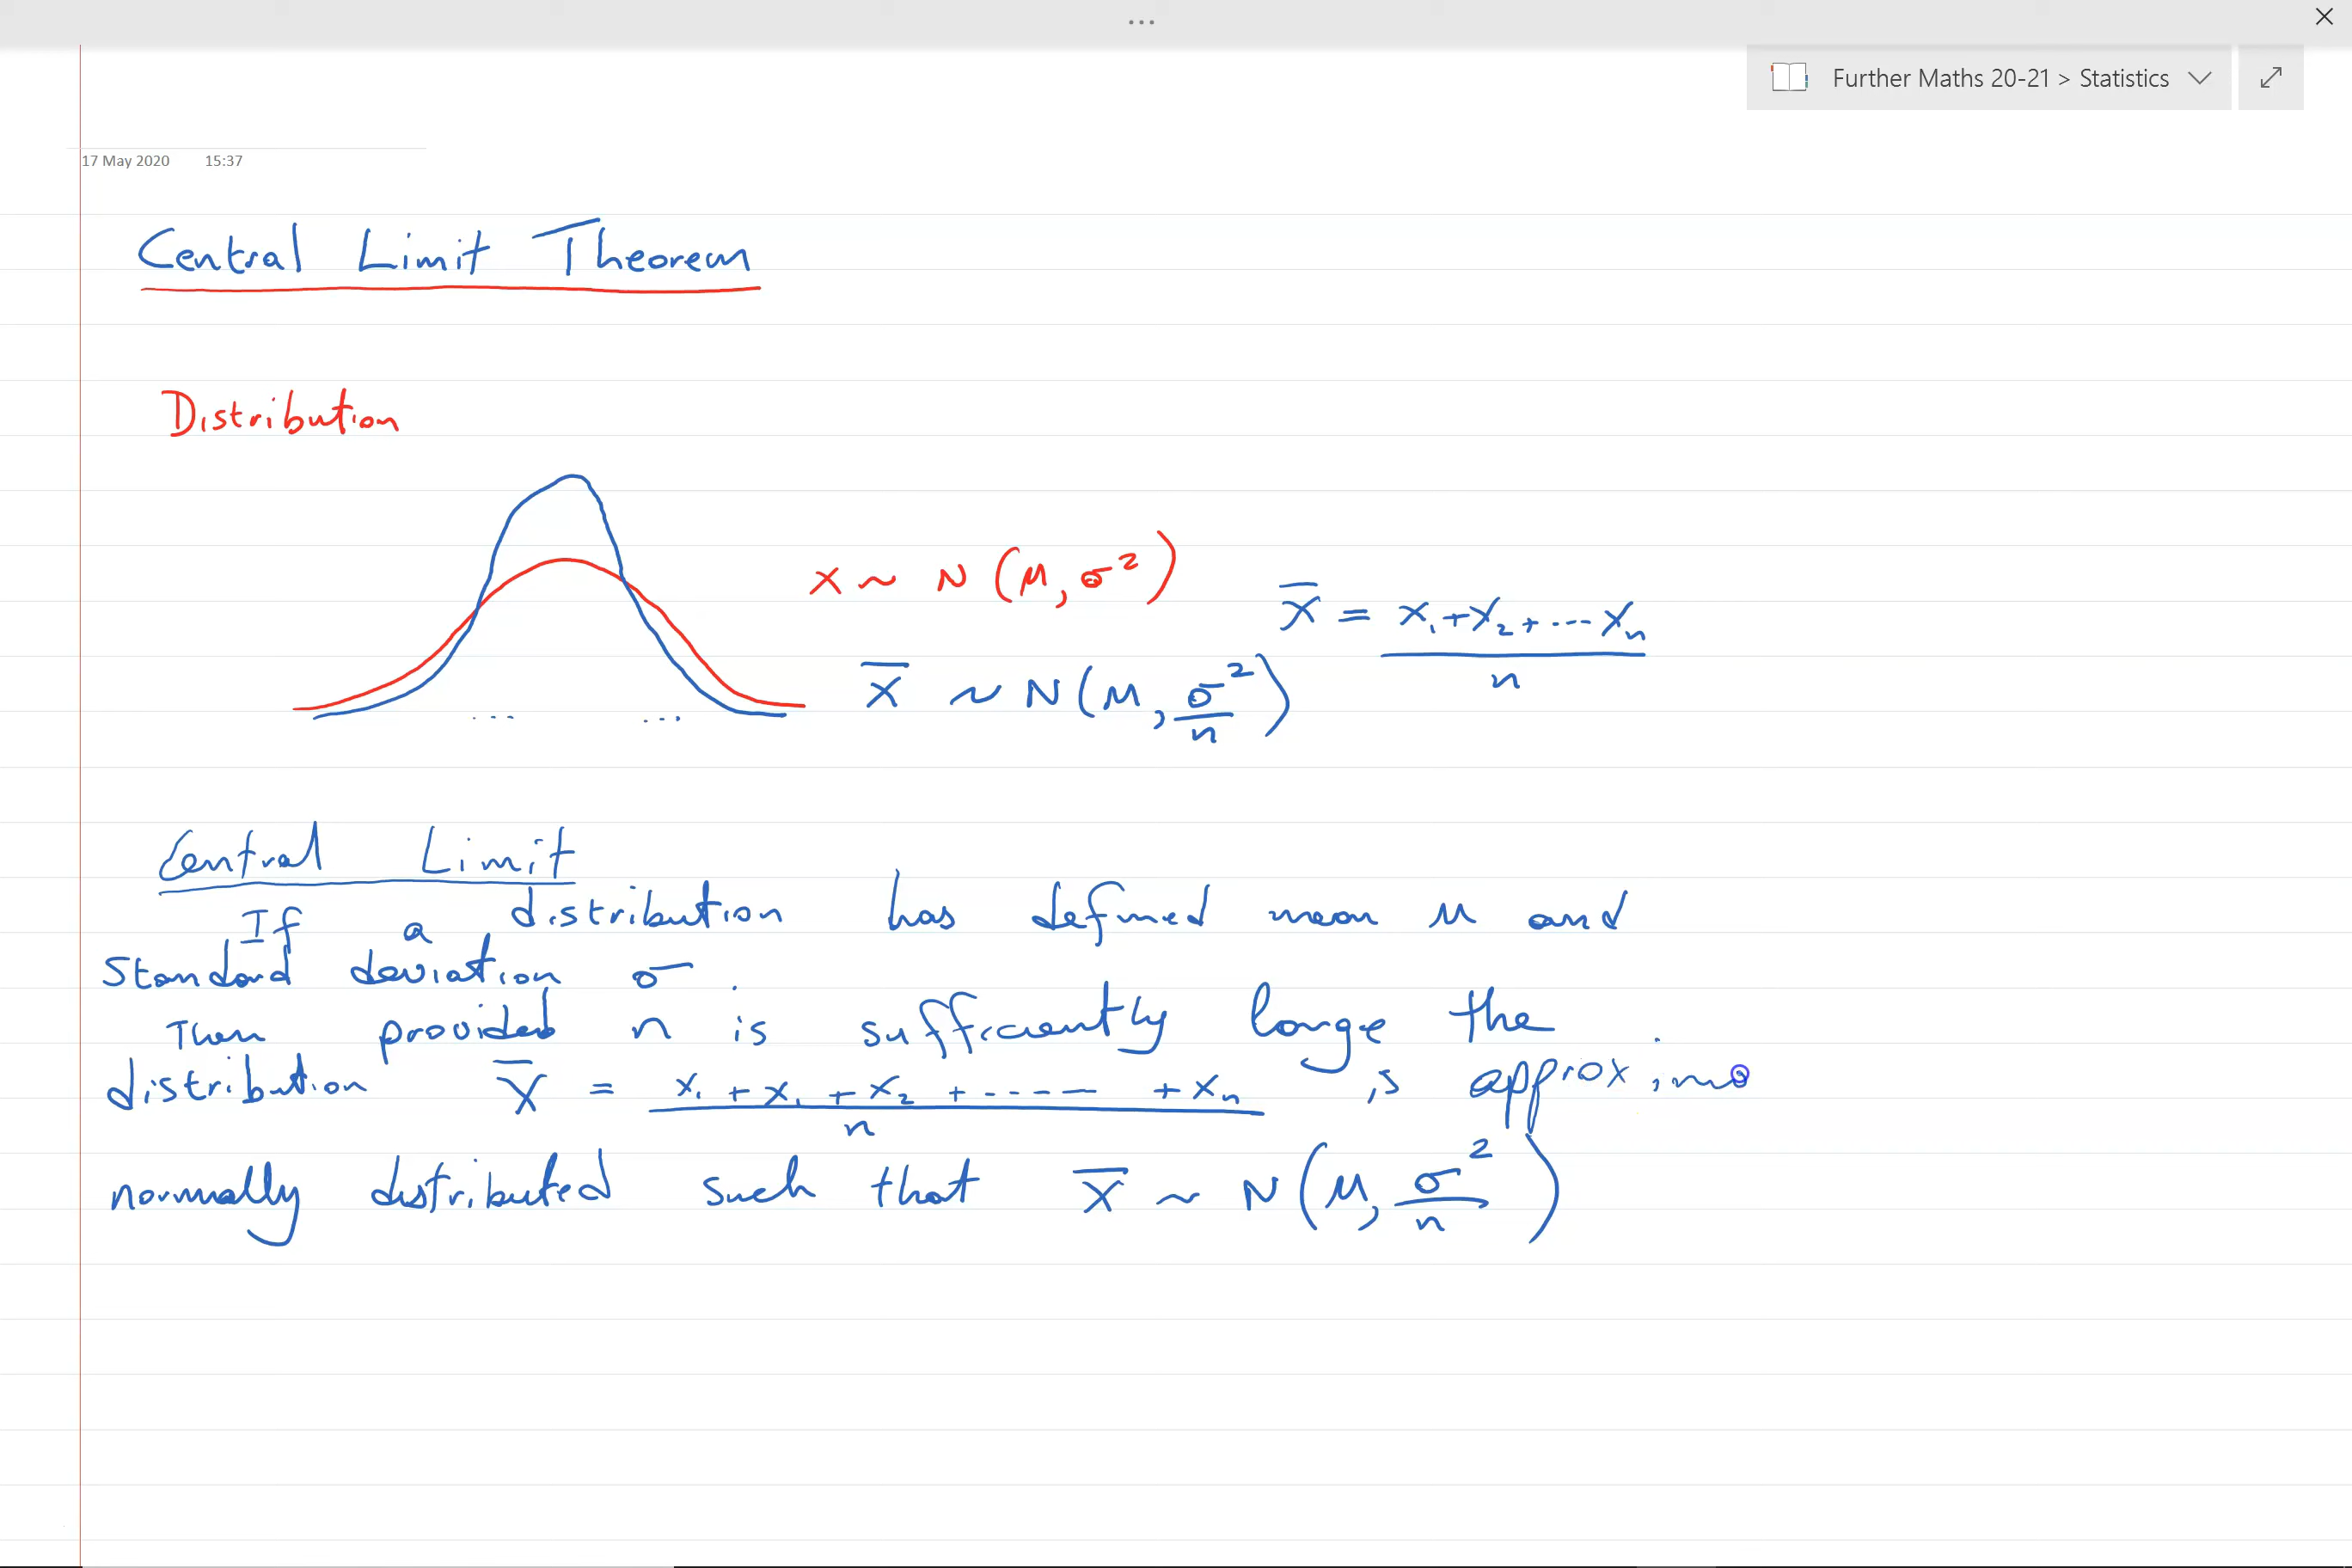 ...
Further Maths 20-21 > Statistics
17 May 2020 15:37
Central Limit Theorem
Distribution
X ~ N (μ, σ²)
X̄ = X₁ + X₂ + ---- Xₙ / n
X̄ ~ N(μ, σ²/n)
Central Limit
If a distribution has defined mean μ and
Standard deviation σ
Then provided n is sufficiently large the
distribution X̄ = X₁ + X₁ + X₂ + ------ + Xₙ / n is approxima
normally distributed such that X̄ ~ N(μ, σ²/n)